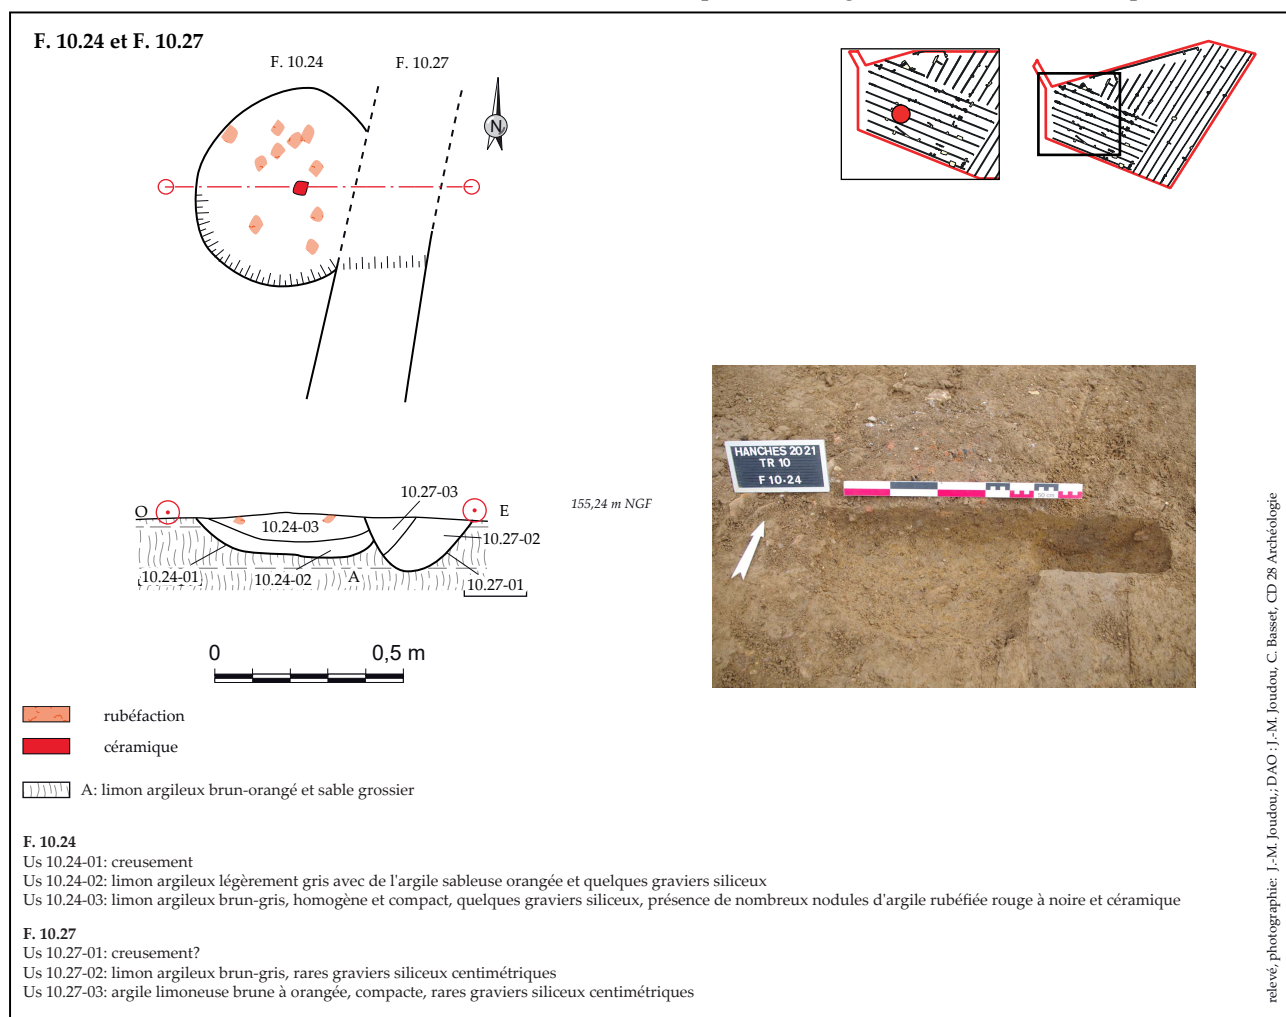 F. 10.24 et F. 10.27
F. 10.24
F. 10.27
N
O
10.27-03
E
155,24 m NGF
10.24-03
10.27-02
10.24-01
10.24-02
A
10.27-01
HANCHES 2021
TR 10
F 10·24
50 cm
0
0,5 m
rubéfaction
céramique
A: limon argileux brun-orangé et sable grossier
F. 10.24
Us 10.24-01: creusement
Us 10.24-02: limon argileux légèrement gris avec de l'argile sableuse orangée et quelques graviers siliceux
Us 10.24-03: limon argileux brun-gris, homogène et compact, quelques graviers siliceux, présence de nombreux nodules d'argile rubéfiée rouge à noire et céramique
F. 10.27
Us 10.27-01: creusement?
Us 10.27-02: limon argileux brun-gris, rares graviers siliceux centimétriques
Us 10.27-03: argile limoneuse brune à orangée, compacte, rares graviers siliceux centimétriques
relevé, photographie: J.-M. Joudou,; DAO : J.-M. Joudou, C. Basset, CD 28 Archéologie